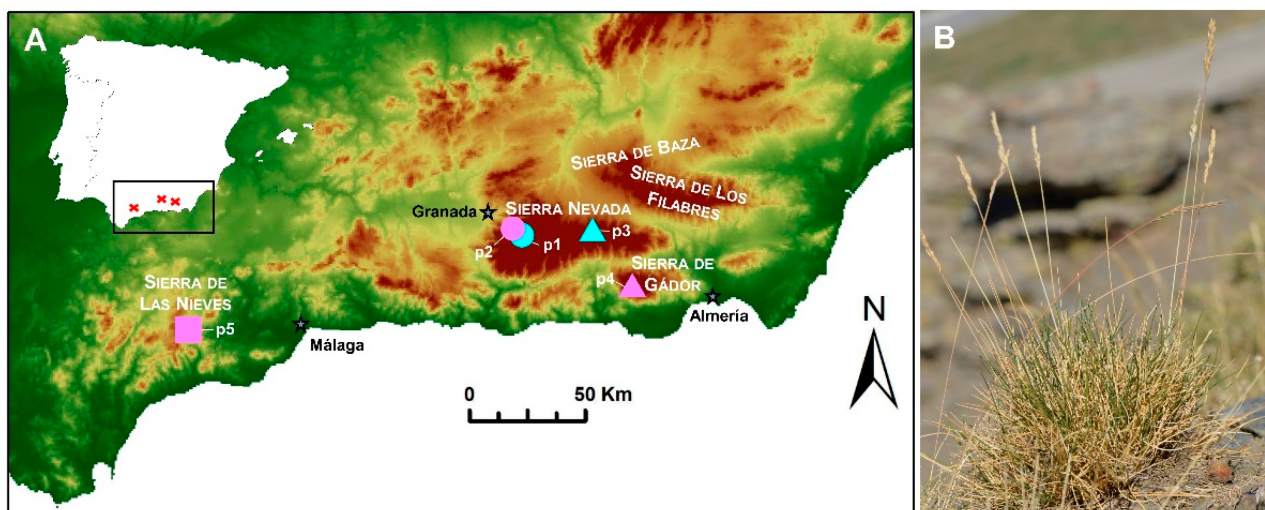 A
B
SIERRA DE BAZA
SIERRA DE LOS
FILABRES
Granada
SIERRA NEVADA
p2
p1
p3
SIERRA DE
GÁDOR
p4
SIERRA DE
LAS NIEVES
p5
Almería
Málaga
N
0 50 Km